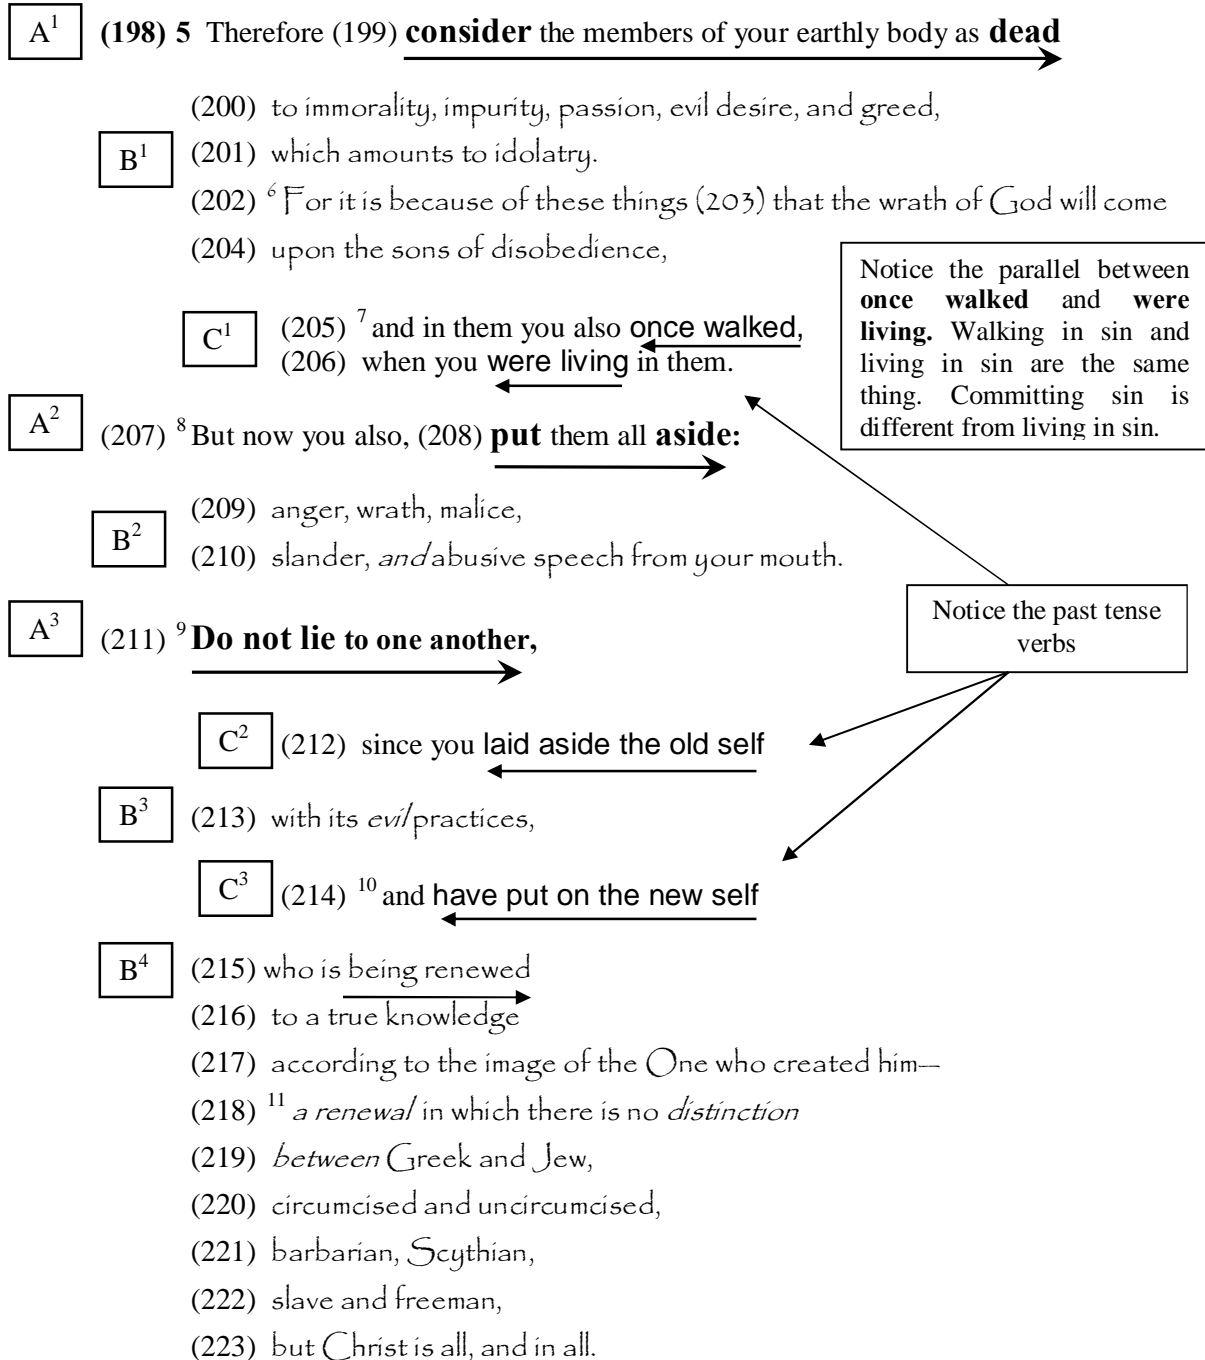 A¹ (198) 5 Therefore (199) consider the members of your earthly body as dead
(200) to immorality, impurity, passion, evil desire, and greed,
B¹ (201) which amounts to idolatry.
(202) ⁶ For it is because of these things (203) that the wrath of God will come
(204) upon the sons of disobedience,
Notice the parallel between
once walked and were
living. Walking in sin and
living in sin are the same
thing. Committing sin is
different from living in sin.
C¹ (205) ⁷ and in them you also once walked,
(206) when you were living in them.
A² (207) ⁸ But now you also, (208) put them all aside:
(209) anger, wrath, malice,
B² (210) slander, and abusive speech from your mouth.
Notice the past tense
verbs
A³ (211) ⁹ Do not lie to one another,
C² (212) since you laid aside the old self
B³ (213) with its evil practices,
C³ (214) ¹⁰ and have put on the new self
B⁴ (215) who is being renewed
(216) to a true knowledge
(217) according to the image of the One who created him—
(218) ¹¹ a renewal in which there is no distinction
(219) between Greek and Jew,
(220) circumcised and uncircumcised,
(221) barbarian, Scythian,
(222) slave and freeman,
(223) but Christ is all, and in all.